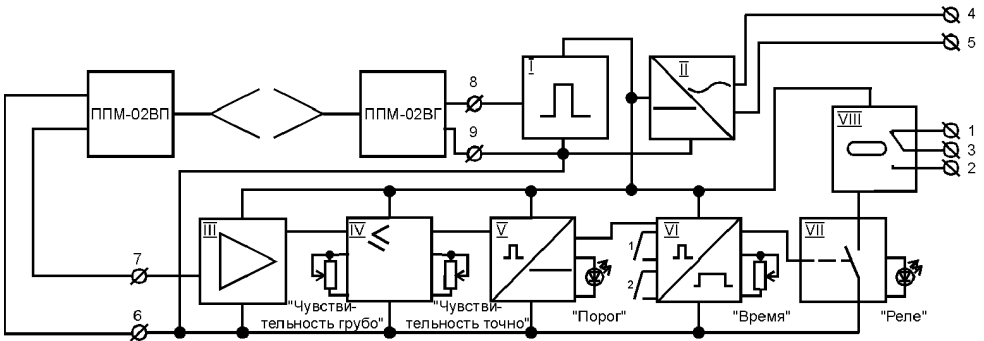 4
5
I
II
8
ППМ-02ВП
ППМ-02ВГ
9
VIII
1
3
2
III
IV
V
VI
VII
7
1
2
"Чувстви-
тельность грубо"
"Чувстви-
тельность точно"
"Порог"
"Время"
"Реле"
6